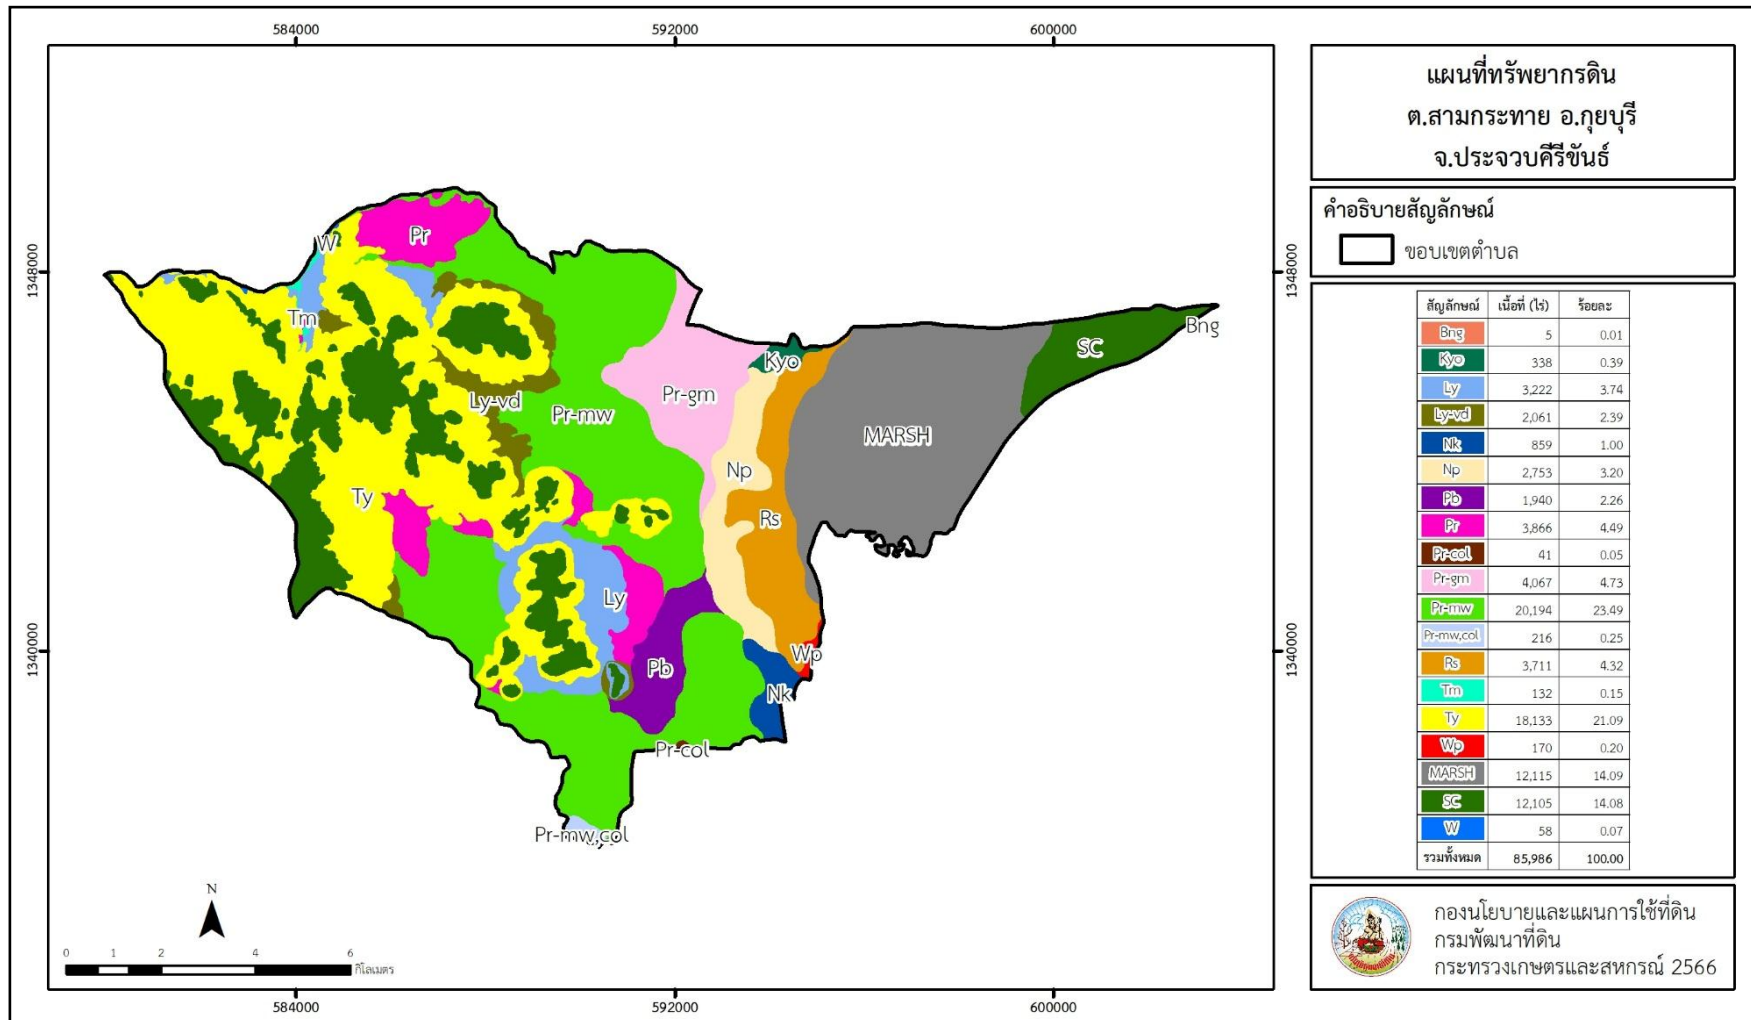 584000
592000
600000
1348000
1348000
1340000
1340000
W
Pr
Tm
Ly-vd
Pr-mw
Pr-gm
Kyo
MARSH
SC
Bng
Np
Rs
Ty
Ly
Pb
Wp
Nk
Pr-col
Pr-mw,col
N
0 1 2 4 6
กิโลเมตร
584000
592000
600000
แผนที่ทรัพยากรดิน
ต.สามกระทาย อ.กุยบุรี
จ.ประจวบคีรีขันธ์
คำอธิบายสัญลักษณ์
ขอบเขตตำบล
สัญลักษณ์ เนื้อที่ (ไร่) ร้อยละ
Bng 5 0.01
Kyo 338 0.39
Ly 3,222 3.74
Ly-vd 2,061 2.39
Nk 859 1.00
Np 2,753 3.20
Pb 1,940 2.26
Pr 3,866 4.49
Pr-col 41 0.05
Pr-gm 4,067 4.73
Pr-mw 20,194 23.49
Pr-mw,col 216 0.25
Rs 3,711 4.32
Tm 132 0.15
Ty 18,133 21.09
Wp 170 0.20
MARSH 12,115 14.09
SC 12,105 14.08
W 58 0.07
รวมทั้งหมด 85,986 100.00
กองนโยบายและแผนการใช้ที่ดิน
กรมพัฒนาที่ดิน
กระทรวงเกษตรและสหกรณ์ 2566